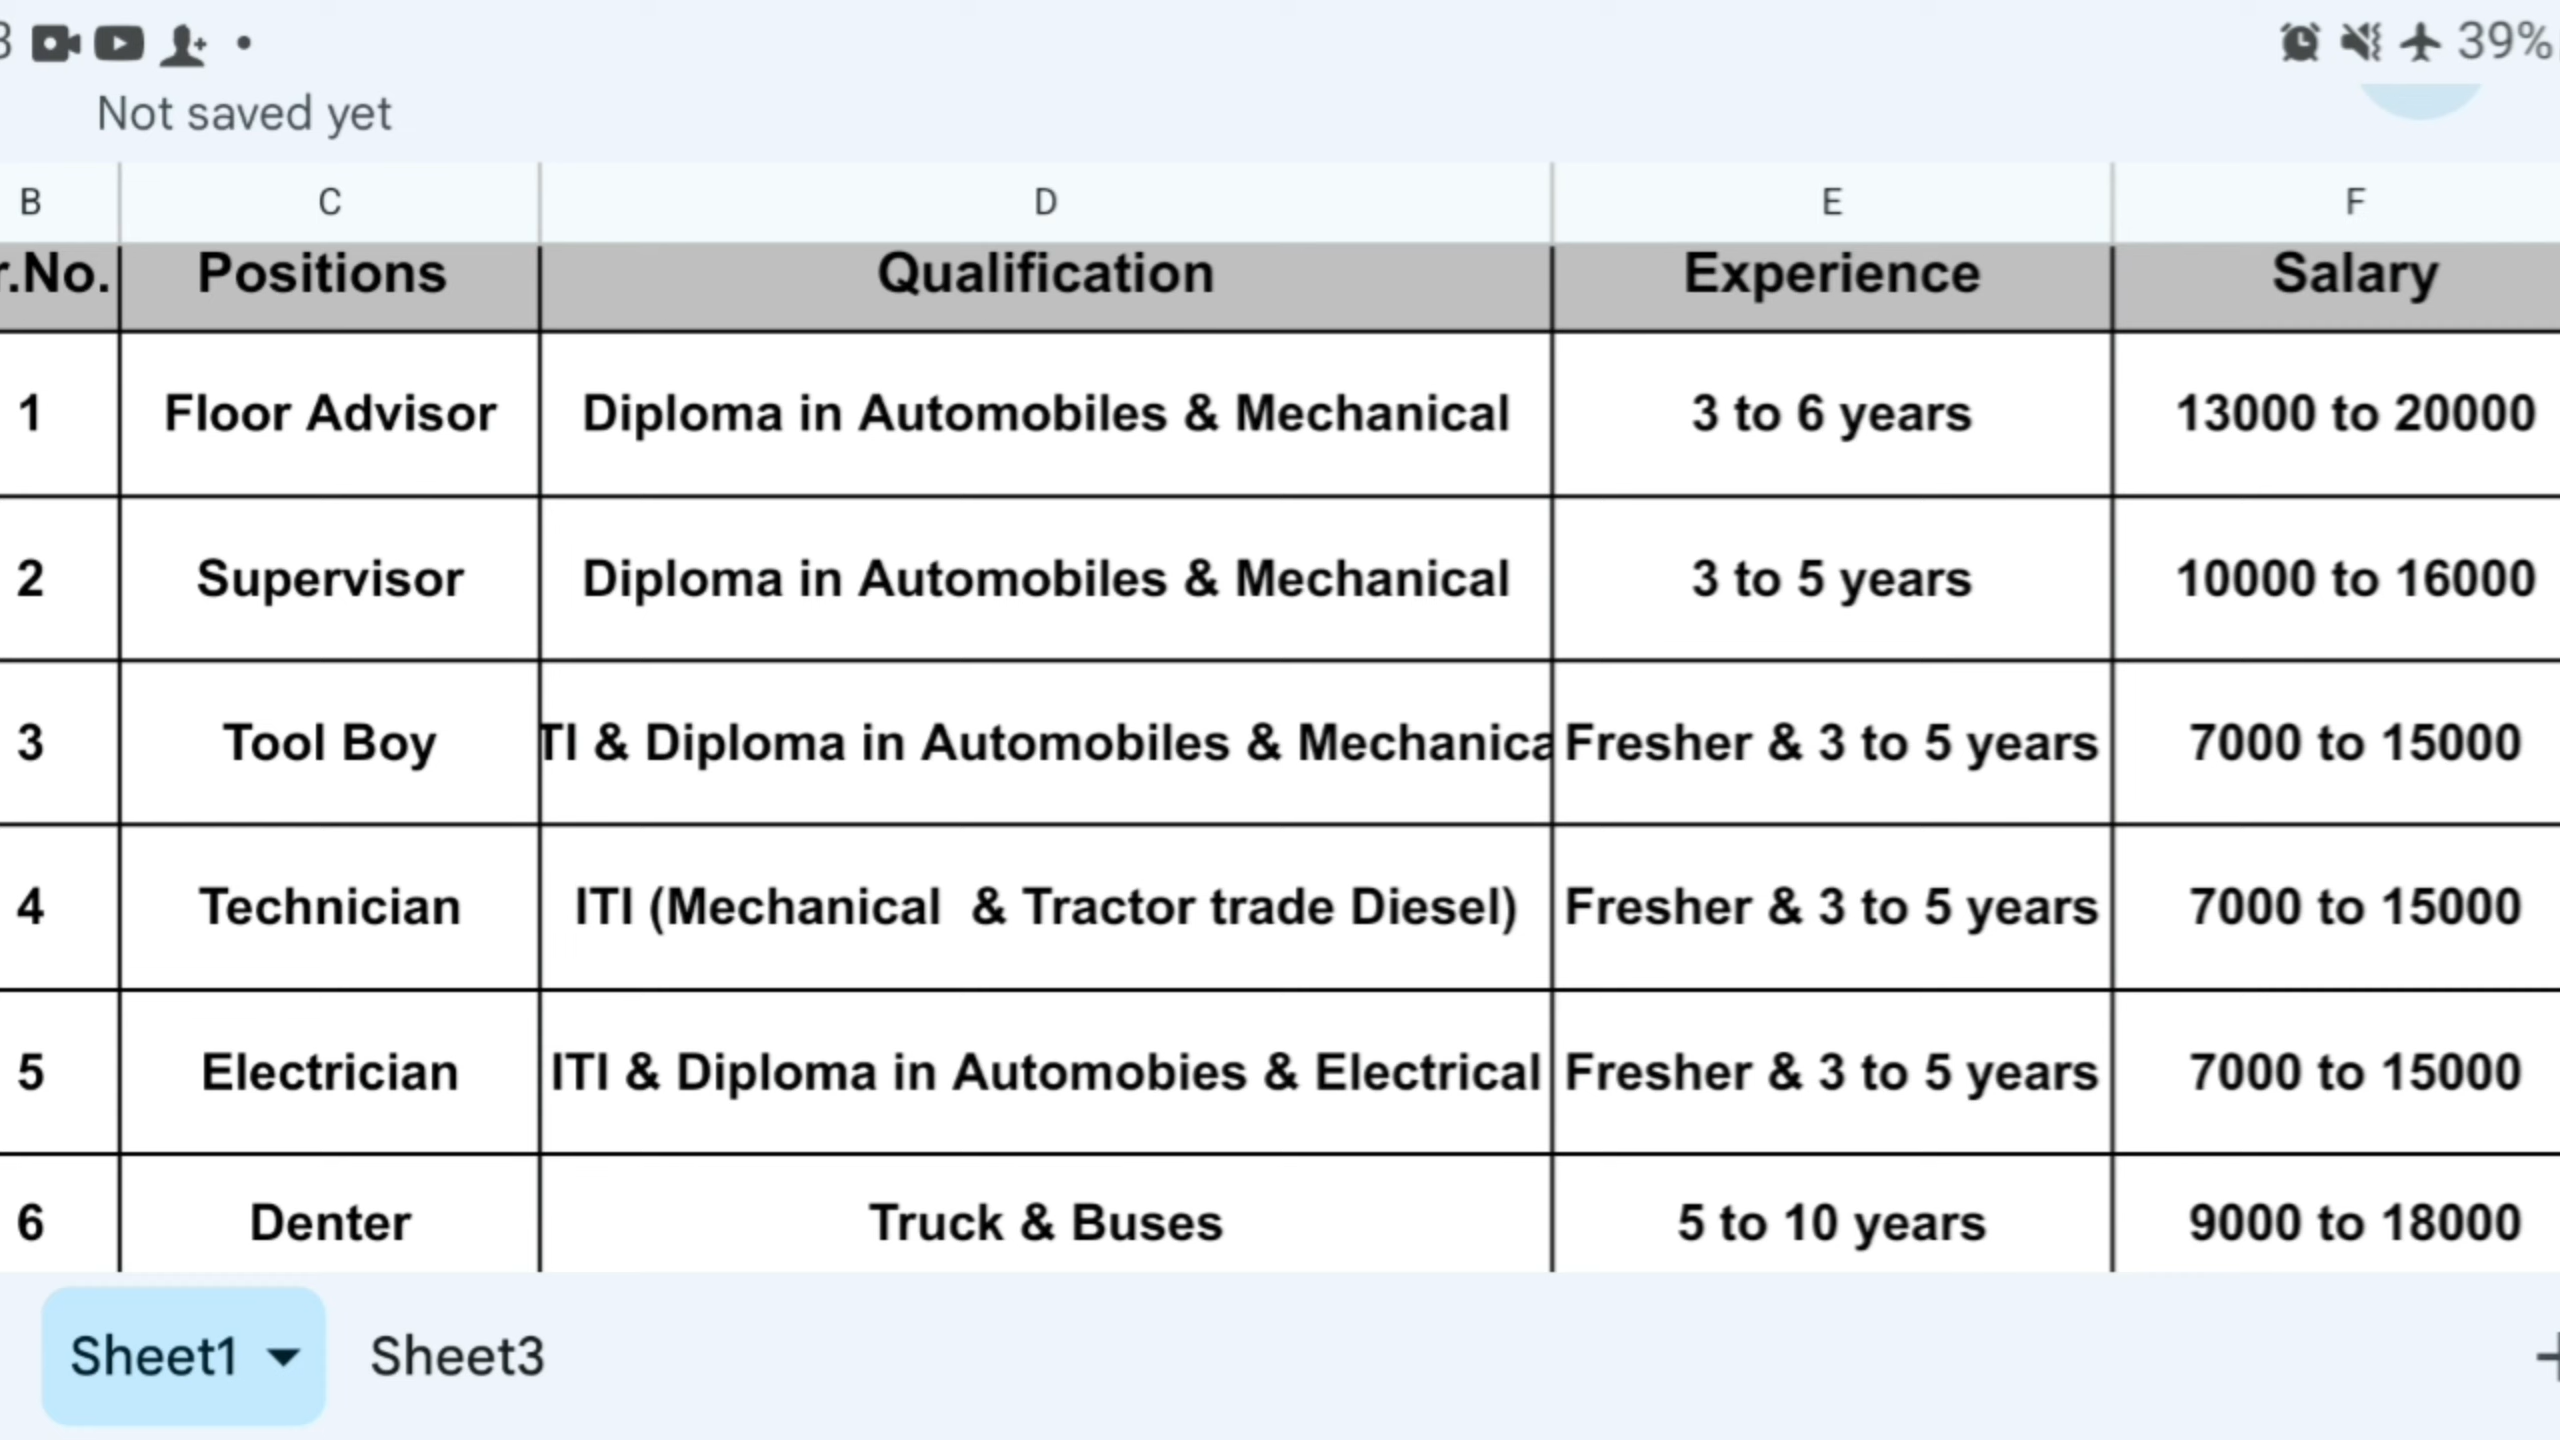 3 39%
Not saved yet
B C D E F
r.No. Positions Qualification Experience Salary
1 Floor Advisor Diploma in Automobiles & Mechanical 3 to 6 years 13000 to 20000
2 Supervisor Diploma in Automobiles & Mechanical 3 to 5 years 10000 to 16000
3 Tool Boy TI & Diploma in Automobiles & Mechanica Fresher & 3 to 5 years 7000 to 15000
4 Technician ITI (Mechanical  & Tractor trade Diesel) Fresher & 3 to 5 years 7000 to 15000
5 Electrician ITI & Diploma in Automobies & Electrical Fresher & 3 to 5 years 7000 to 15000
6 Denter Truck & Buses 5 to 10 years 9000 to 18000
Sheet1 Sheet3